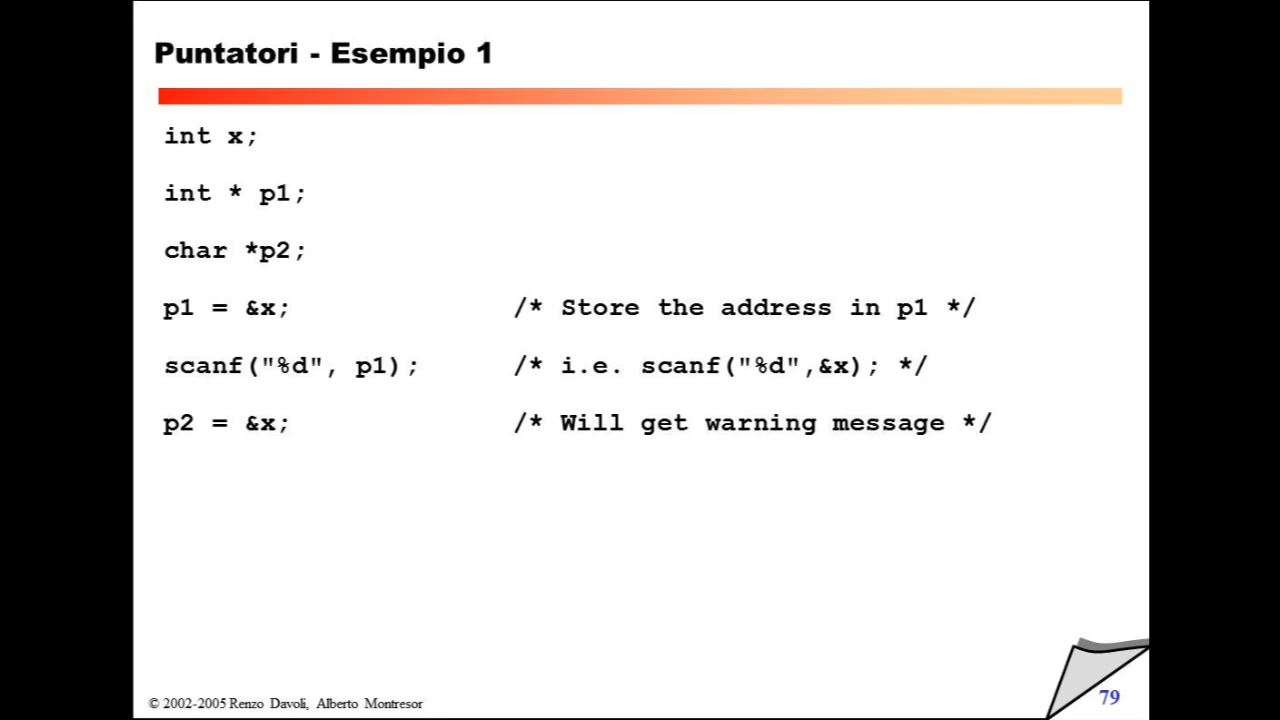 Puntatori - Esempio 1
int x;
int * p1;
char *p2;
p1 = &x; /* Store the address in p1 */
scanf("%d", p1); /* i.e. scanf("%d",&x); */
p2 = &x; /* Will get warning message */
© 2002-2005 Renzo Davoli, Alberto Montresor
79